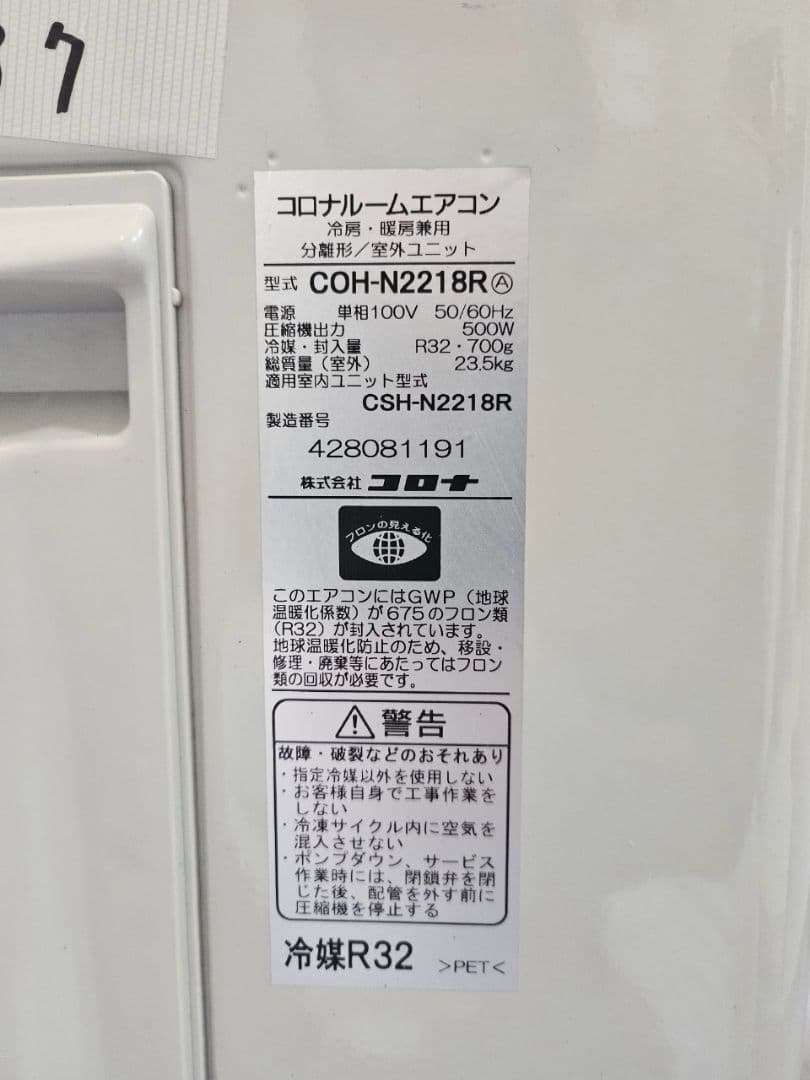 37
コロナルームエアコン
冷房・暖房兼用
分離形／室外ユニット
型式 COH-N2218RⒶ
電源 単相100V 50/60Hz
圧縮機出力 500W
冷媒・封入量 R32・700g
総質量（室外） 23.5kg
適用室内ユニット型式
CSH-N2218R
製造番号
428081191
株式会社 コロナ
フロンの見える化
このエアコンにはGWP（地球
温暖化係数）が675のフロン類
（R32）が封入されています。
地球温暖化防止のため、移設・
修理・廃棄等にあたってはフロン
類の回収が必要です。
警告
故障・破裂などのおそれあり
・指定冷媒以外を使用しない
・お客様自身で工事作業を
しない
・冷凍サイクル内に空気を
混入させない
・ポンプダウン、サービス
作業時には、閉鎖弁を閉
じた後、配管を外す前に
圧縮機を停止する
冷媒R32 >PET<